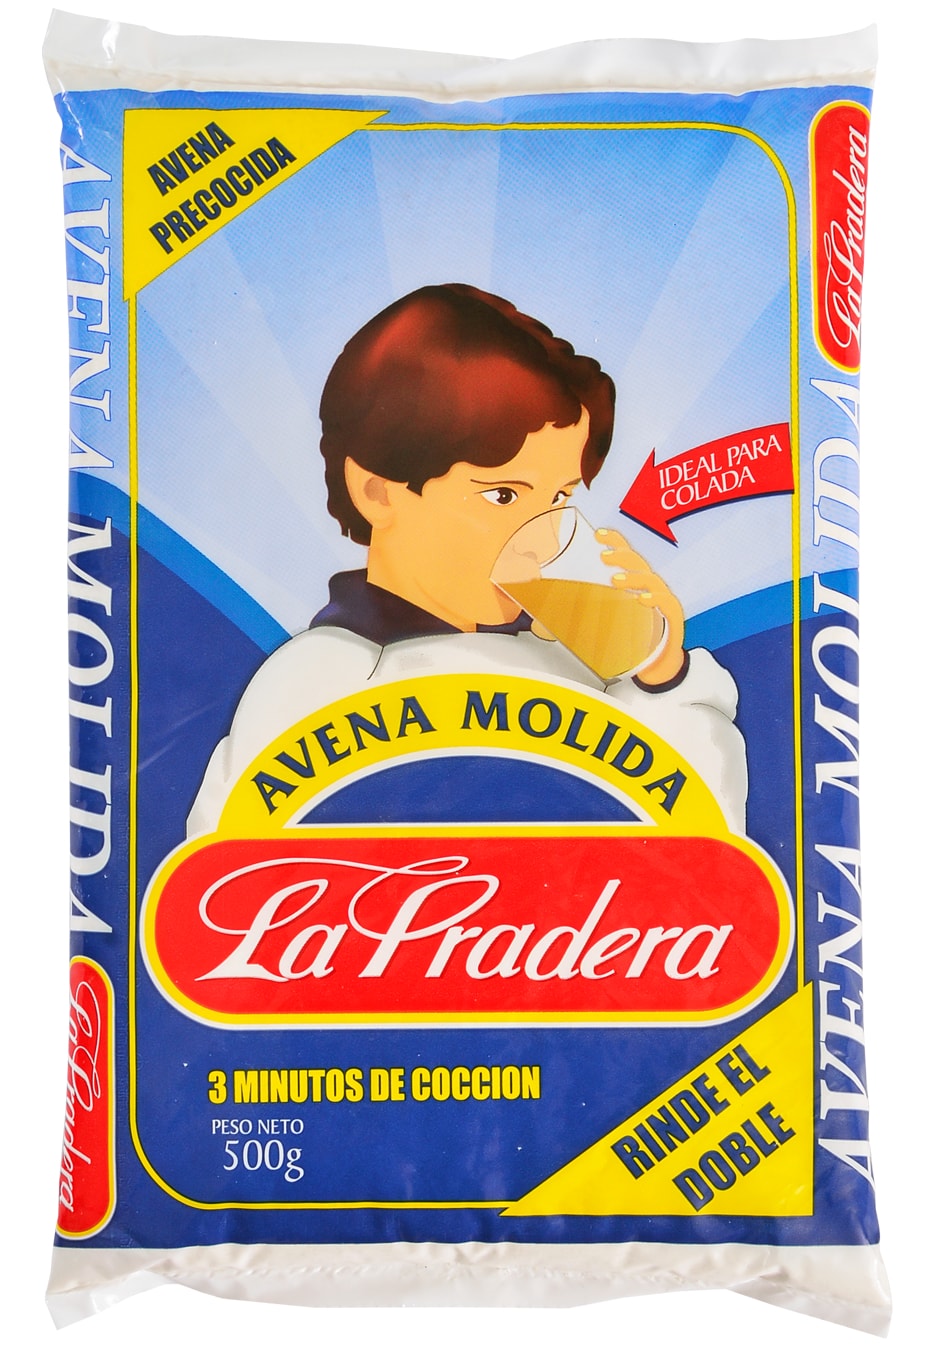 AVENA
PRECOCIDA
La Pradera
AVENA MOLIDA
IDEAL PARA
COLADA
AVENA MOLIDA
AVENA MOLIDA
La Pradera
La Pradera
3 MINUTOS DE COCCION
PESO NETO
500g
RINDE EL
DOBLE